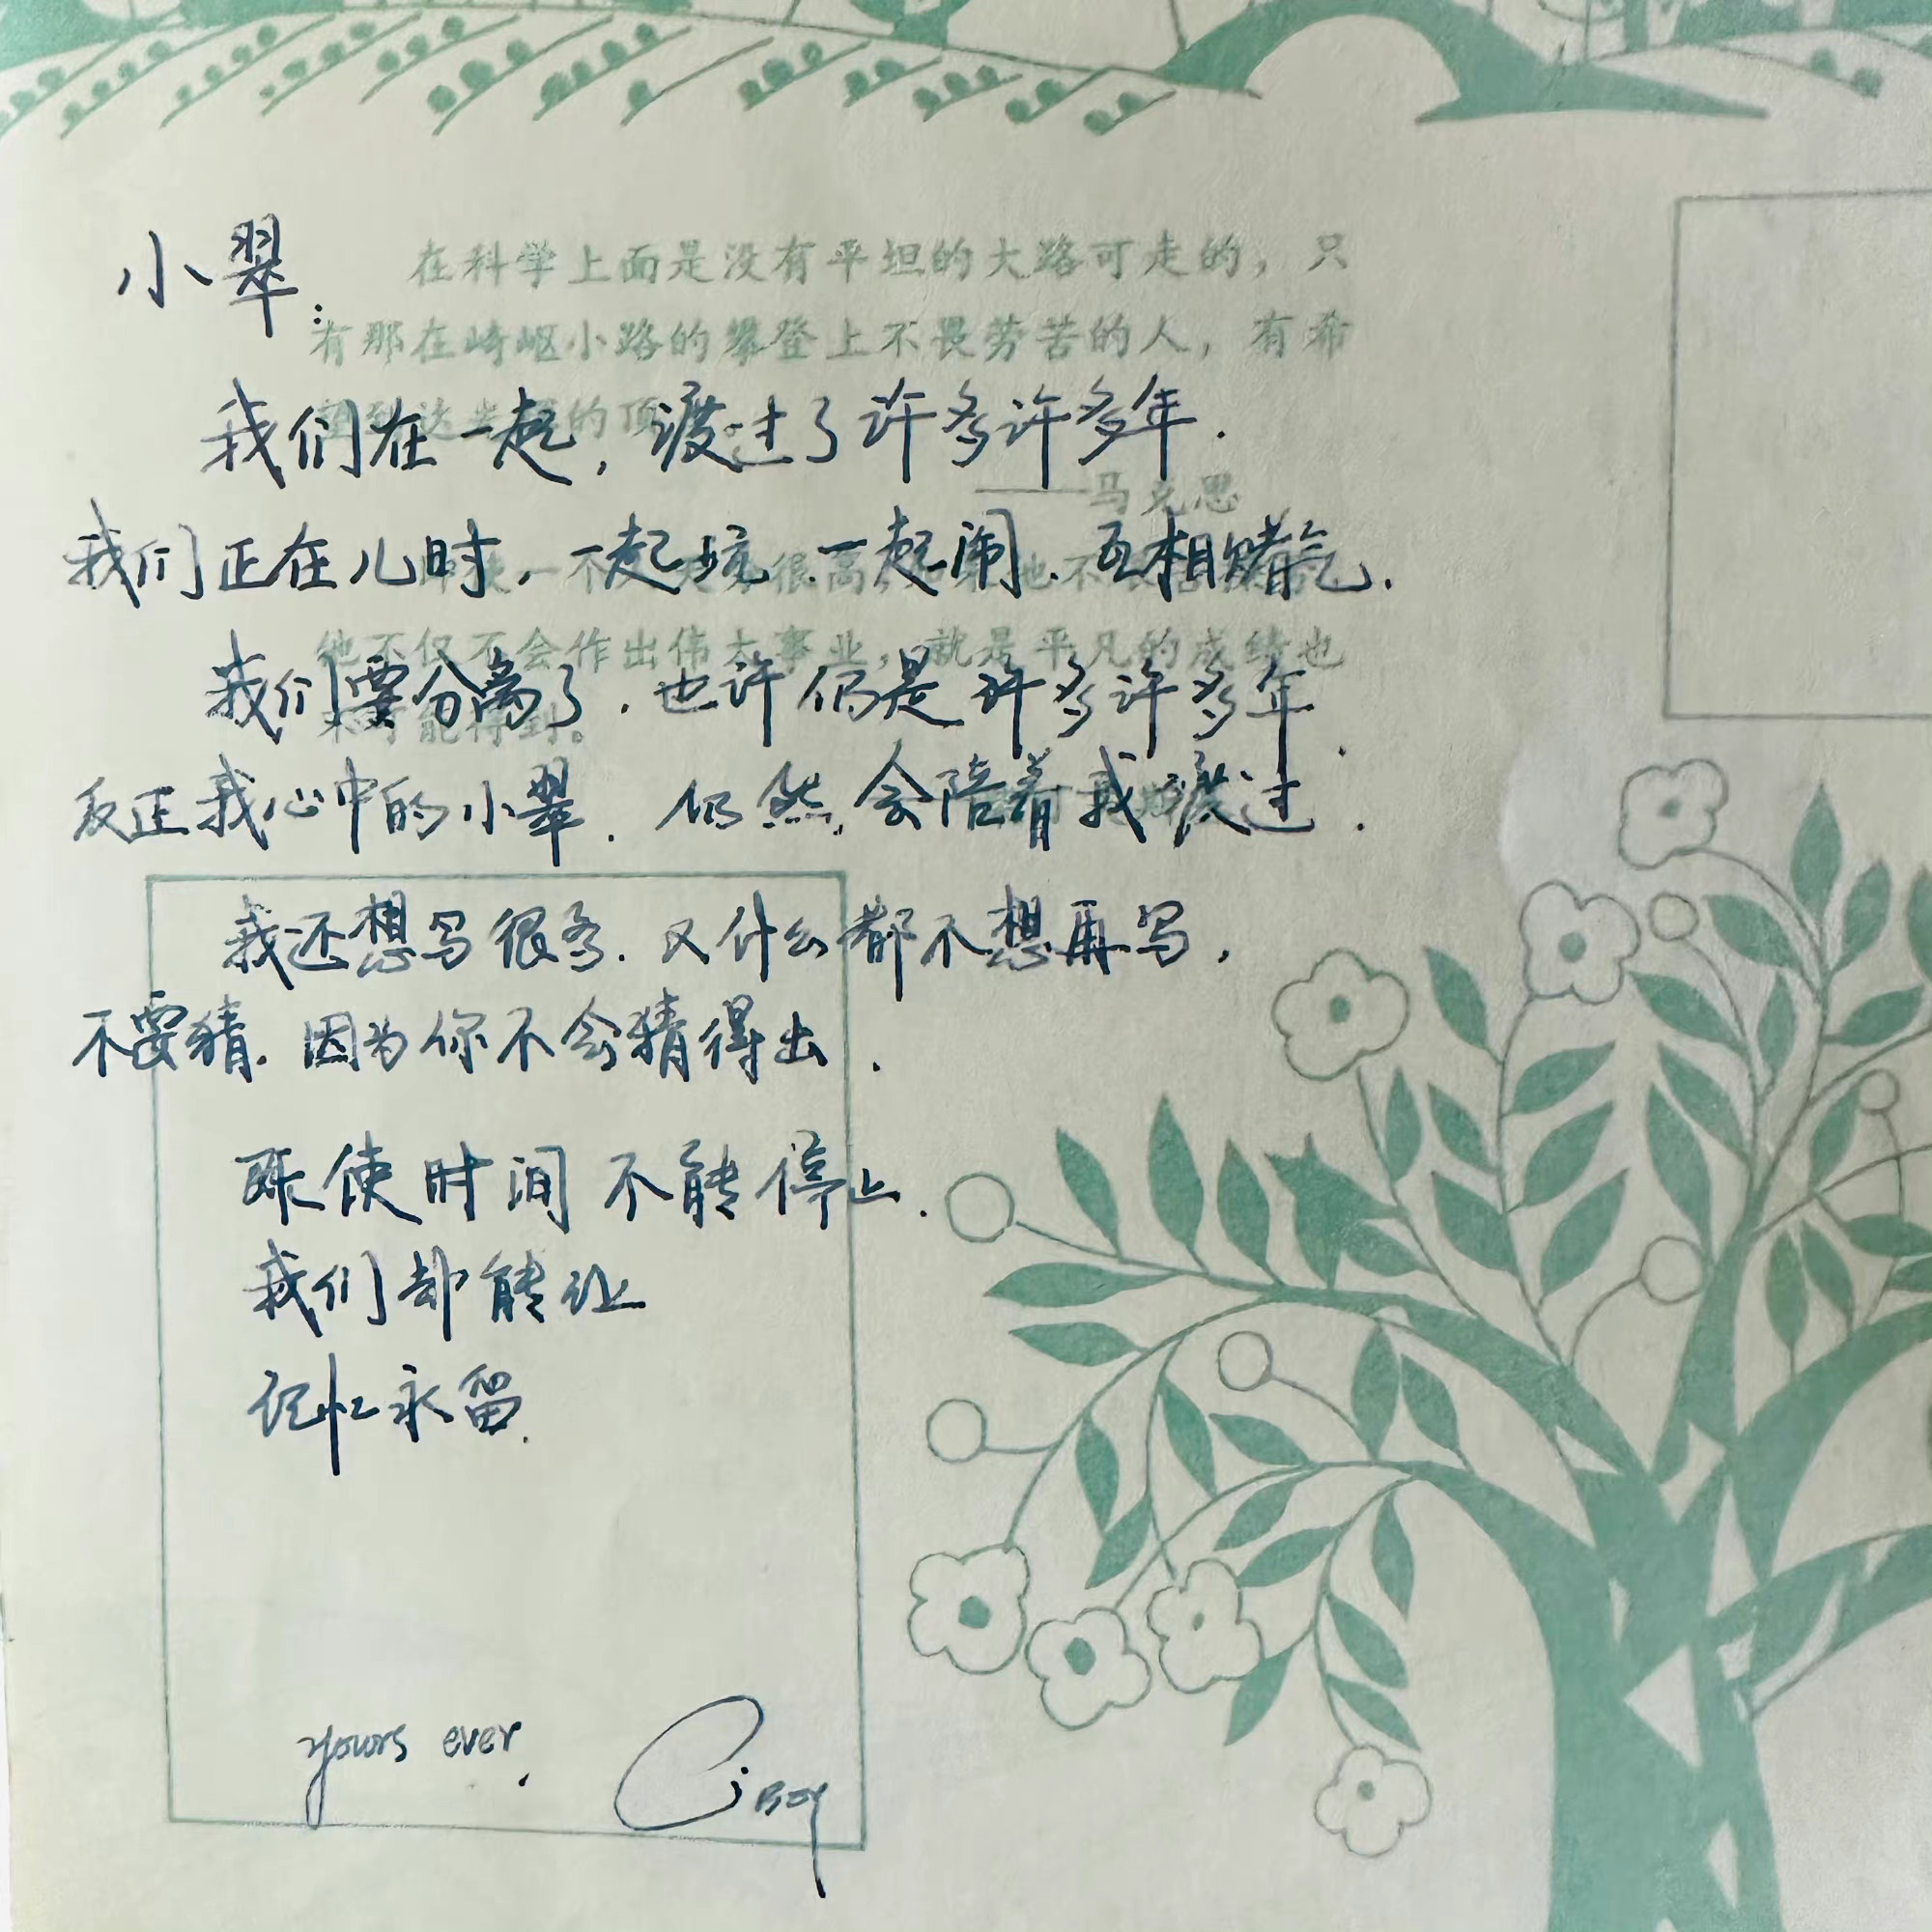 小翠:
在科学上面是没有平坦的大路可走的，只
有那在崎岖小路的攀登上不畏劳苦的人，有希
的顶
我们在一起，渡过了许多许多年.
——马克思
我们正在儿时，一起境.一起闹.互相赌气.
他不仅不会作出伟大事业，就是平凡的成绩也
我们要分离了.也许仍是许多许多年.
能得到。
反正我心中的小翠.仍然会陪着我渡过.
我还想写很多.又什么都不想再写.
不要猜.因为你不会猜得出.
既使时间不能停止.
我们却能让
记忆永留.
yours ever,